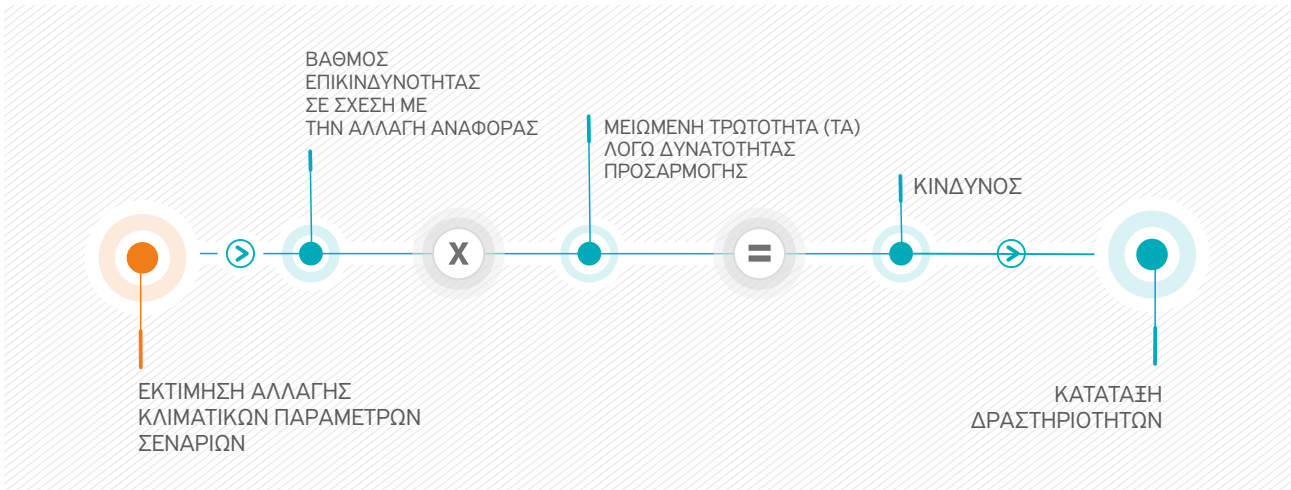 ΒΑΘΜΟΣ
ΕΠΙΚΙΝΔΥΝΟΤΗΤΑΣ
ΣΕ ΣΧΕΣΗ ΜΕ
ΤΗΝ ΑΛΛΑΓΗ ΑΝΑΦΟΡΑΣ
ΜΕΙΩΜΕΝΗ ΤΡΩΤΟΤΗΤΑ (ΤΑ)
ΛΟΓΩ ΔΥΝΑΤΟΤΗΤΑΣ
ΠΡΟΣΑΡΜΟΓΗΣ
ΚΙΝΔΥΝΟΣ
X
=
ΕΚΤΙΜΗΣΗ ΑΛΛΑΓΗΣ
ΚΛΙΜΑΤΙΚΩΝ ΠΑΡΑΜΕΤΡΩΝ
ΣΕΝΑΡΙΩΝ
ΚΑΤΑΤΑΞΗ
ΔΡΑΣΤΗΡΙΟΤΗΤΩΝ